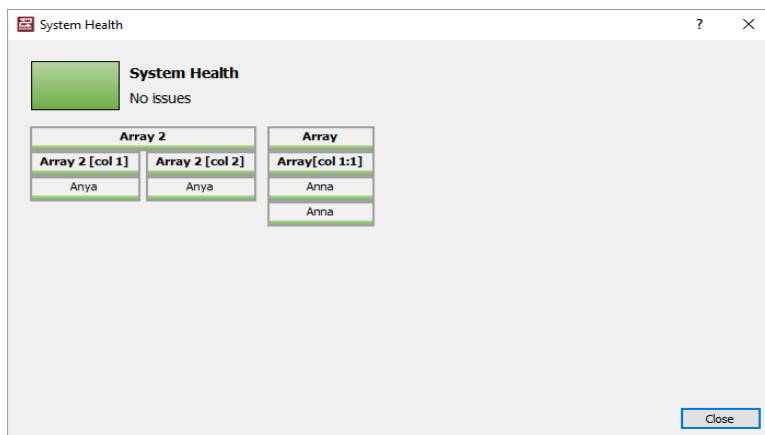 System Health
?
System Health
No issues
Array 2 Array
Array 2 [col 1] Array 2 [col 2] Array[col 1:1]
Anya Anya Anna
Anna
Close